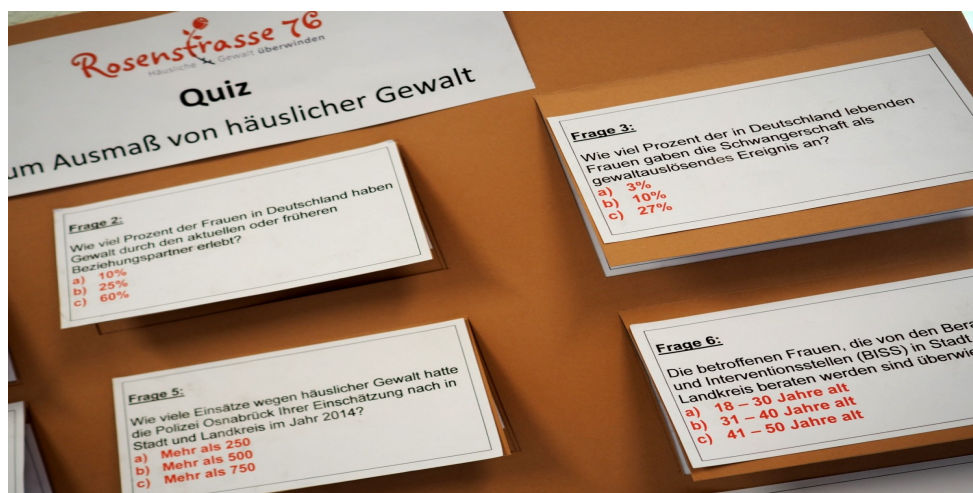 Rosenstrasse 76
Häusliche Gewalt überwinden
Quiz
um Ausmaß von häuslicher Gewalt
Frage 2:
Wie viel Prozent der Frauen in Deutschland haben
Gewalt durch den aktuellen oder früheren
Beziehungspartner erlebt?
a) 10%
b) 25%
c) 60%
Frage 3:
Wie viel Prozent der in Deutschland lebenden
Frauen gaben die Schwangerschaft als
gewaltauslösendes Ereignis an?
a) 3%
b) 10%
c) 27%
Frage 5:
Wie viele Einsätze wegen häuslicher Gewalt hatte
die Polizei Osnabrück Ihrer Einschätzung nach in
Stadt und Landkreis im Jahr 2014?
a) Mehr als 250
b) Mehr als 500
c) Mehr als 750
Frage 6:
Die betroffenen Frauen, die von den Bera
und Interventionsstellen (BISS) in Stadt
Landkreis beraten werden sind überwie
a) 18 – 30 Jahre alt
b) 31 – 40 Jahre alt
c) 41 – 50 Jahre alt